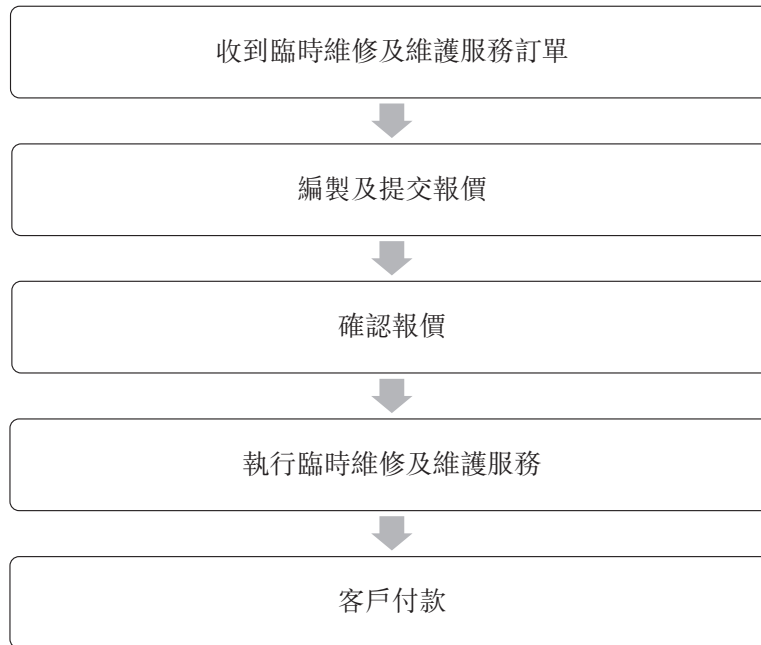 收到臨時維修及維護服務訂單
編製及提交報價
確認報價
執行臨時維修及維護服務
客戶付款